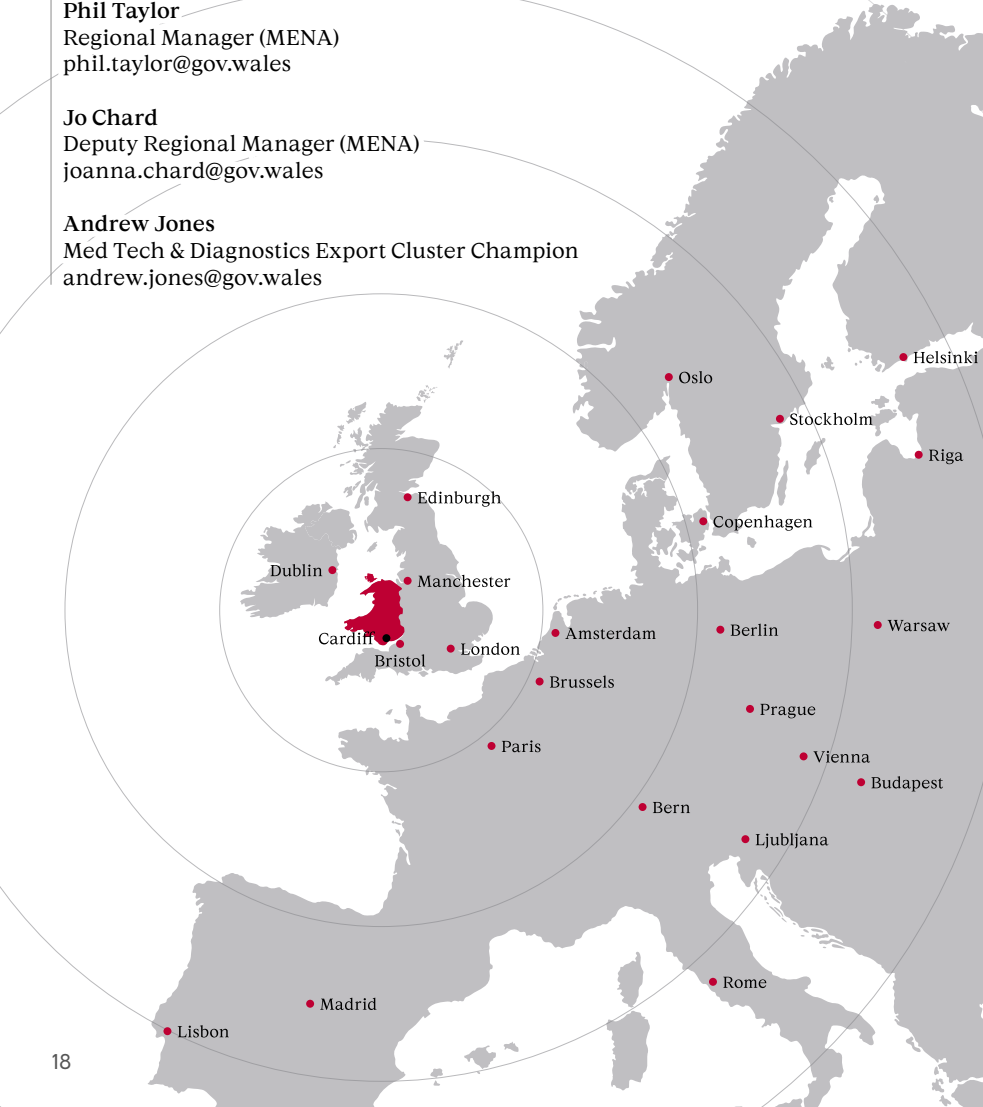 Phil Taylor
Regional Manager (MENA)
phil.taylor@gov.wales
Jo Chard
Deputy Regional Manager (MENA)
joanna.chard@gov.wales
Andrew Jones
Med Tech & Diagnostics Export Cluster Champion
andrew.jones@gov.wales
Helsinki
Oslo
Stockholm
Riga
Edinburgh
Copenhagen
Dublin
Manchester
Warsaw
Berlin
Amsterdam
Cardiff
London
Bristol
Brussels
Prague
Paris
Vienna
Budapest
Bern
Ljubljana
Rome
Madrid
Lisbon
18